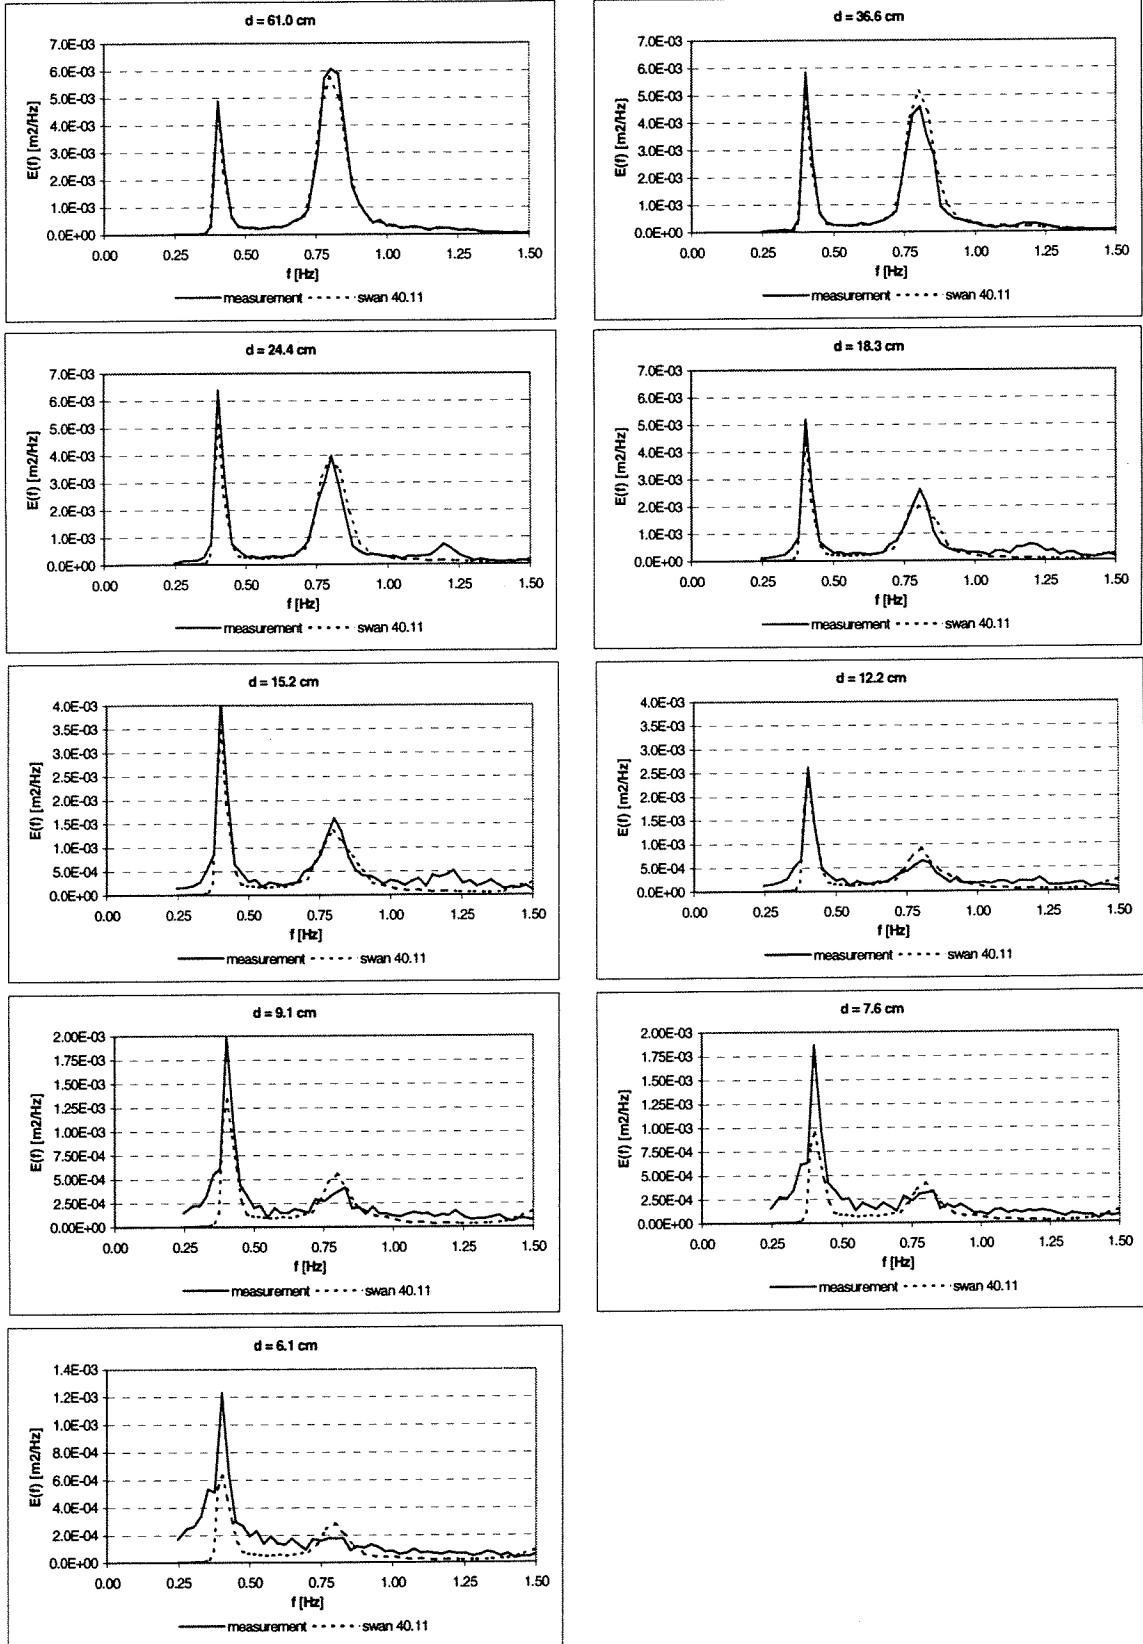 d = 61.0 cm
E(f) [m2/Hz]
7.0E-03
6.0E-03
5.0E-03
4.0E-03
3.0E-03
2.0E-03
1.0E-03
0.0E+00
0.00 0.25 0.50 0.75 1.00 1.25 1.50
f [Hz]
measurement swan 40.11
d = 36.6 cm
E(f) [m2/Hz]
7.0E-03
6.0E-03
5.0E-03
4.0E-03
3.0E-03
2.0E-03
1.0E-03
0.0E+00
0.00 0.25 0.50 0.75 1.00 1.25 1.50
f [Hz]
measurement swan 40.11
d = 24.4 cm
E(f) [m2/Hz]
7.0E-03
6.0E-03
5.0E-03
4.0E-03
3.0E-03
2.0E-03
1.0E-03
0.0E+00
0.00 0.25 0.50 0.75 1.00 1.25 1.50
f [Hz]
measurement swan 40.11
d = 18.3 cm
E(f) [m2/Hz]
7.0E-03
6.0E-03
5.0E-03
4.0E-03
3.0E-03
2.0E-03
1.0E-03
0.0E+00
0.00 0.25 0.50 0.75 1.00 1.25 1.50
f [Hz]
measurement swan 40.11
d = 15.2 cm
E(f) [m2/Hz]
4.0E-03
3.5E-03
3.0E-03
2.5E-03
2.0E-03
1.5E-03
1.0E-03
5.0E-04
0.0E+00
0.00 0.25 0.50 0.75 1.00 1.25 1.50
f [Hz]
measurement swan 40.11
d = 12.2 cm
E(f) [m2/Hz]
4.0E-03
3.5E-03
3.0E-03
2.5E-03
2.0E-03
1.5E-03
1.0E-03
5.0E-04
0.0E+00
0.00 0.25 0.50 0.75 1.00 1.25 1.50
f [Hz]
measurement swan 40.11
d = 9.1 cm
E(f) [m2/Hz]
2.00E-03
1.75E-03
1.50E-03
1.25E-03
1.00E-03
7.50E-04
5.00E-04
2.50E-04
0.00E+00
0.00 0.25 0.50 0.75 1.00 1.25 1.50
f [Hz]
measurement swan 40.11
d = 7.6 cm
E(f) [m2/Hz]
2.00E-03
1.75E-03
1.50E-03
1.25E-03
1.00E-03
7.50E-04
5.00E-04
2.50E-04
0.00E+00
0.00 0.25 0.50 0.75 1.00 1.25 1.50
f [Hz]
measurement swan 40.11
d = 6.1 cm
E(f) [m2/Hz]
1.4E-03
1.2E-03
1.0E-03
8.0E-04
6.0E-04
4.0E-04
2.0E-04
0.0E+00
0.00 0.25 0.50 0.75 1.00 1.25 1.50
f [Hz]
measurement swan 40.11